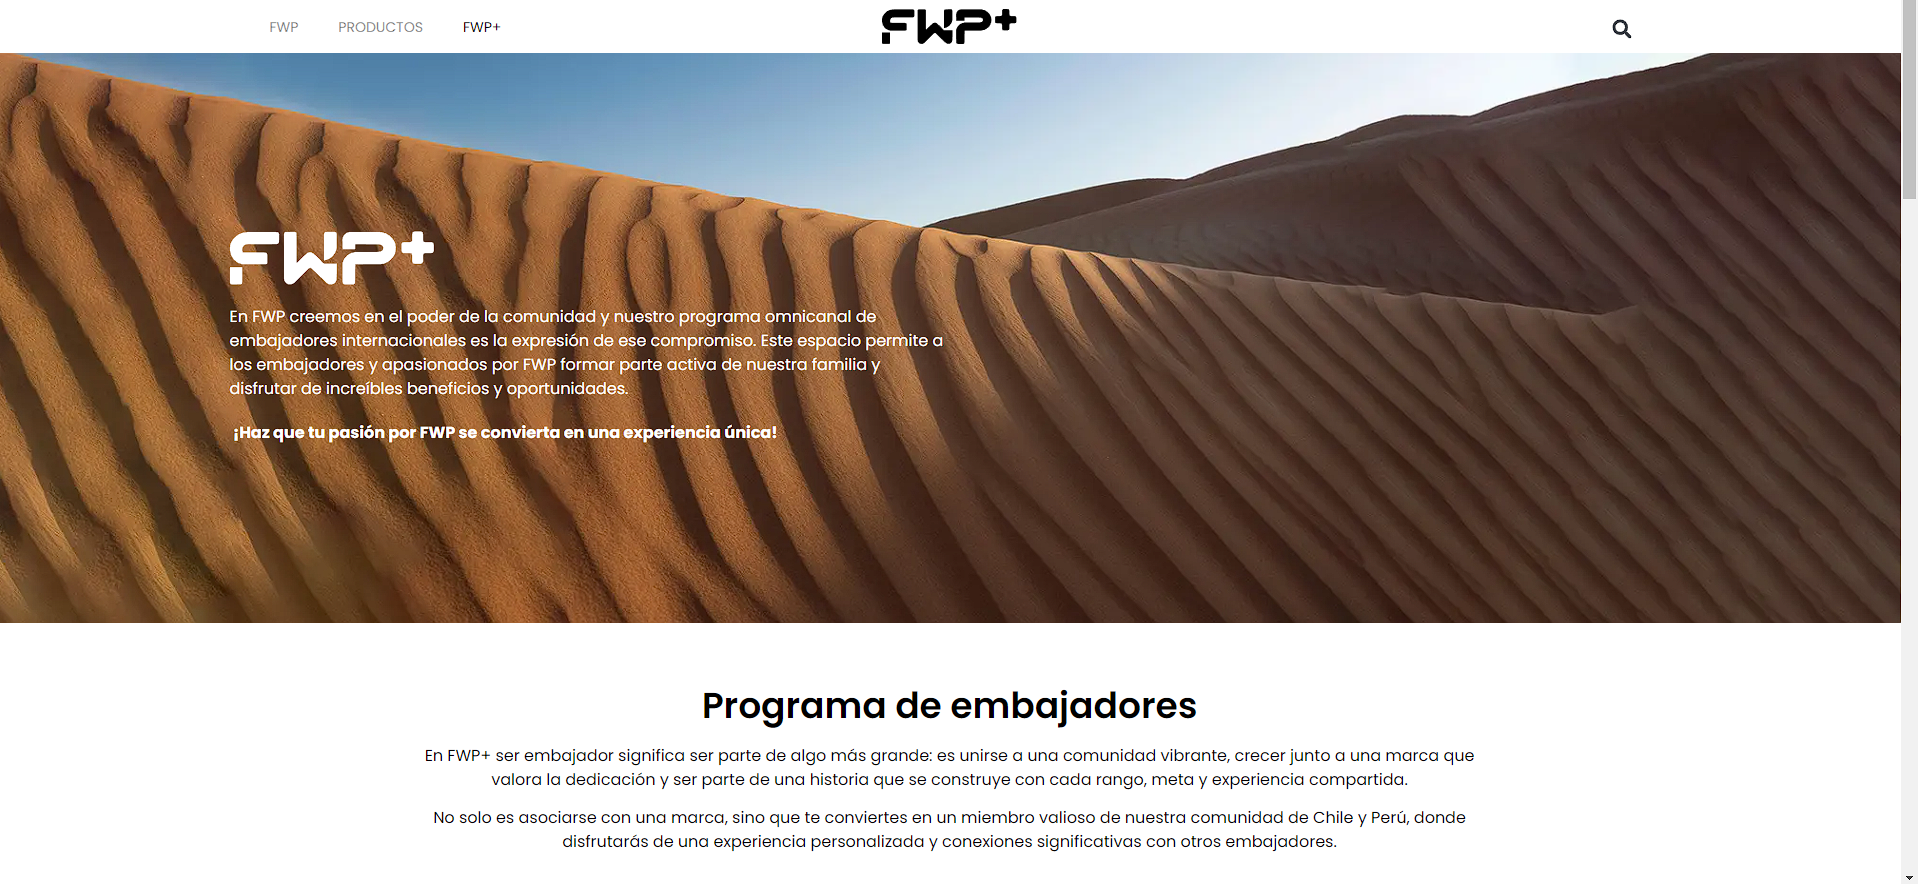 FWP PRODUCTOS FWP+
FWP+
FWP+
En FWP creemos en el poder de la comunidad y nuestro programa omnicanal de
embajadores internacionales es la expresión de ese compromiso. Este espacio permite a
los embajadores y apasionados por FWP formar parte activa de nuestra familia y
disfrutar de increíbles beneficios y oportunidades.
¡Haz que tu pasión por FWP se convierta en una experiencia única!
Programa de embajadores
En FWP+ ser embajador significa ser parte de algo más grande: es unirse a una comunidad vibrante, crecer junto a una marca que
valora la dedicación y ser parte de una historia que se construye con cada rango, meta y experiencia compartida.
No solo es asociarse con una marca, sino que te conviertes en un miembro valioso de nuestra comunidad de Chile y Perú, donde
disfrutarás de una experiencia personalizada y conexiones significativas con otros embajadores.